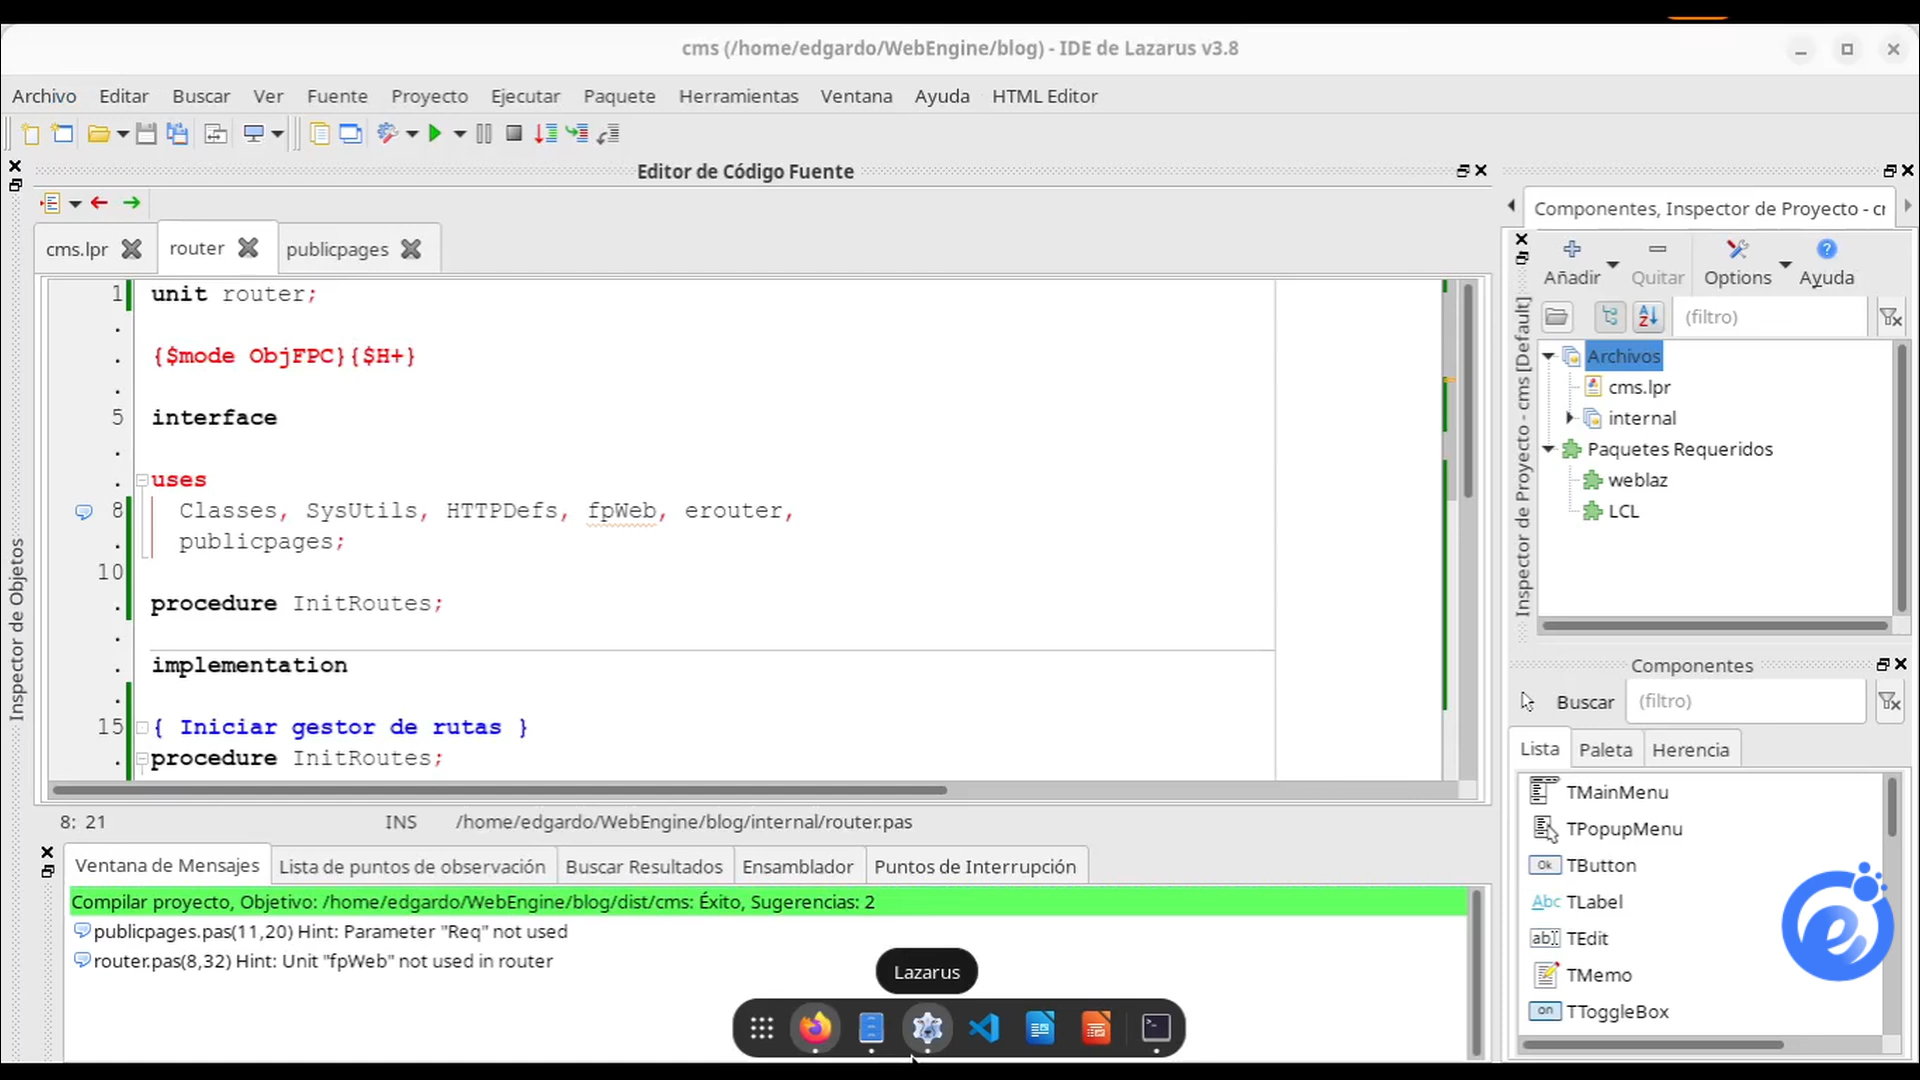 cms (/home/edgardo/WebEngine/blog) - IDE de Lazarus v3.8
Archivo Editar Buscar Ver Fuente Proyecto Ejecutar Paquete Herramientas Ventana Ayuda HTML Editor
Editor de Código Fuente
cms.lpr router publicpages
1 unit router;
.
. {$mode ObjFPC}{$H+}
.
5 interface
.
. uses
8 Classes, SysUtils, HTTPDefs, fpWeb, erouter,
. publicpages;
10
. procedure InitRoutes;
.
. implementation
.
15 { Iniciar gestor de rutas }
. procedure InitRoutes;
8: 21 INS /home/edgardo/WebEngine/blog/internal/router.pas
Inspector de Objetos
Ventana de Mensajes Lista de puntos de observación Buscar Resultados Ensamblador Puntos de Interrupción
Compilar proyecto, Objetivo: /home/edgardo/WebEngine/blog/dist/cms: Éxito, Sugerencias: 2
publicpages.pas(11,20) Hint: Parameter "Req" not used
router.pas(8,32) Hint: Unit "fpWeb" not used in router
Lazarus
Componentes, Inspector de Proyecto - cr
Añadir Quitar Options Ayuda
(filtro)
Inspector de Proyecto - cms [Default]
Archivos
cms.lpr
internal
Paquetes Requeridos
weblaz
LCL
Componentes
Buscar (filtro)
Lista Paleta Herencia
TMainMenu
TPopupMenu
Ok TButton
Abc TLabel
ab TEdit
TMemo
on TToggleBox